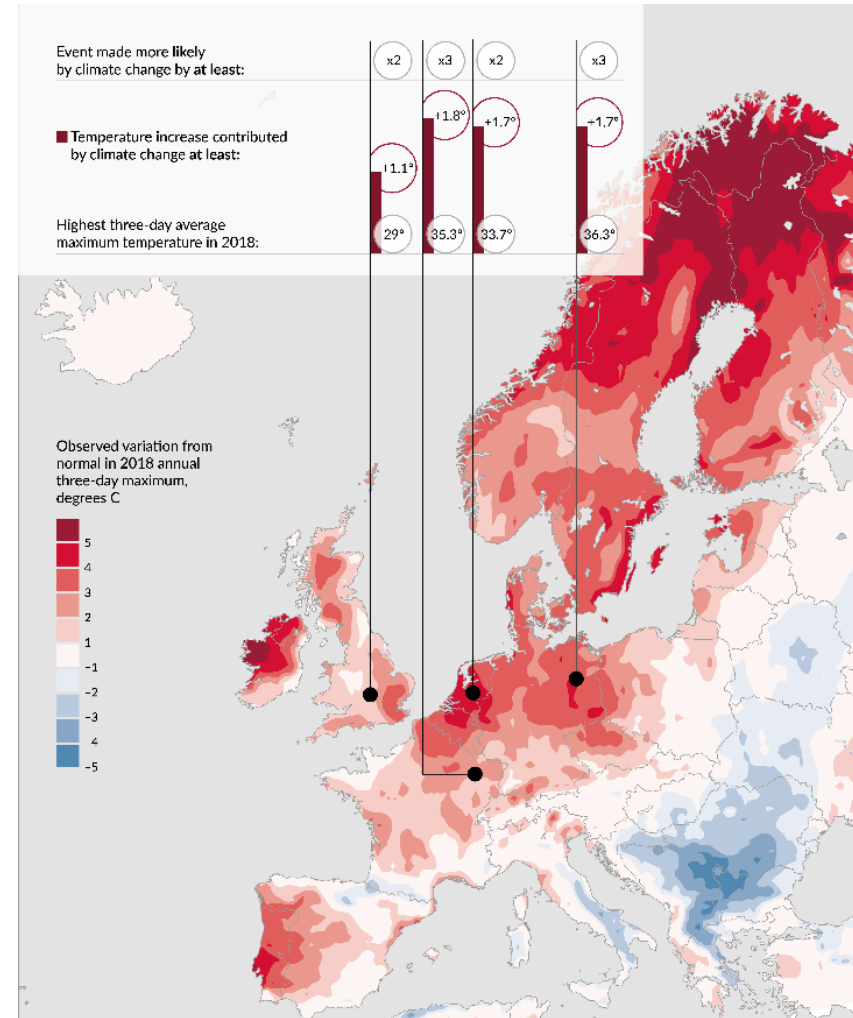 Event made more likely
by climate change by at least:
x2
x3
x2
x3
Temperature increase contributed
by climate change at least:
+1.1°
+1.8°
+1.7°
+1.7°
Highest three-day average
maximum temperature in 2018:
29°
35.3°
33.7°
36.3°
Observed variation from
normal in 2018 annual
three-day maximum,
degrees C
5
4
3
2
1
-1
-2
-3
4
-5